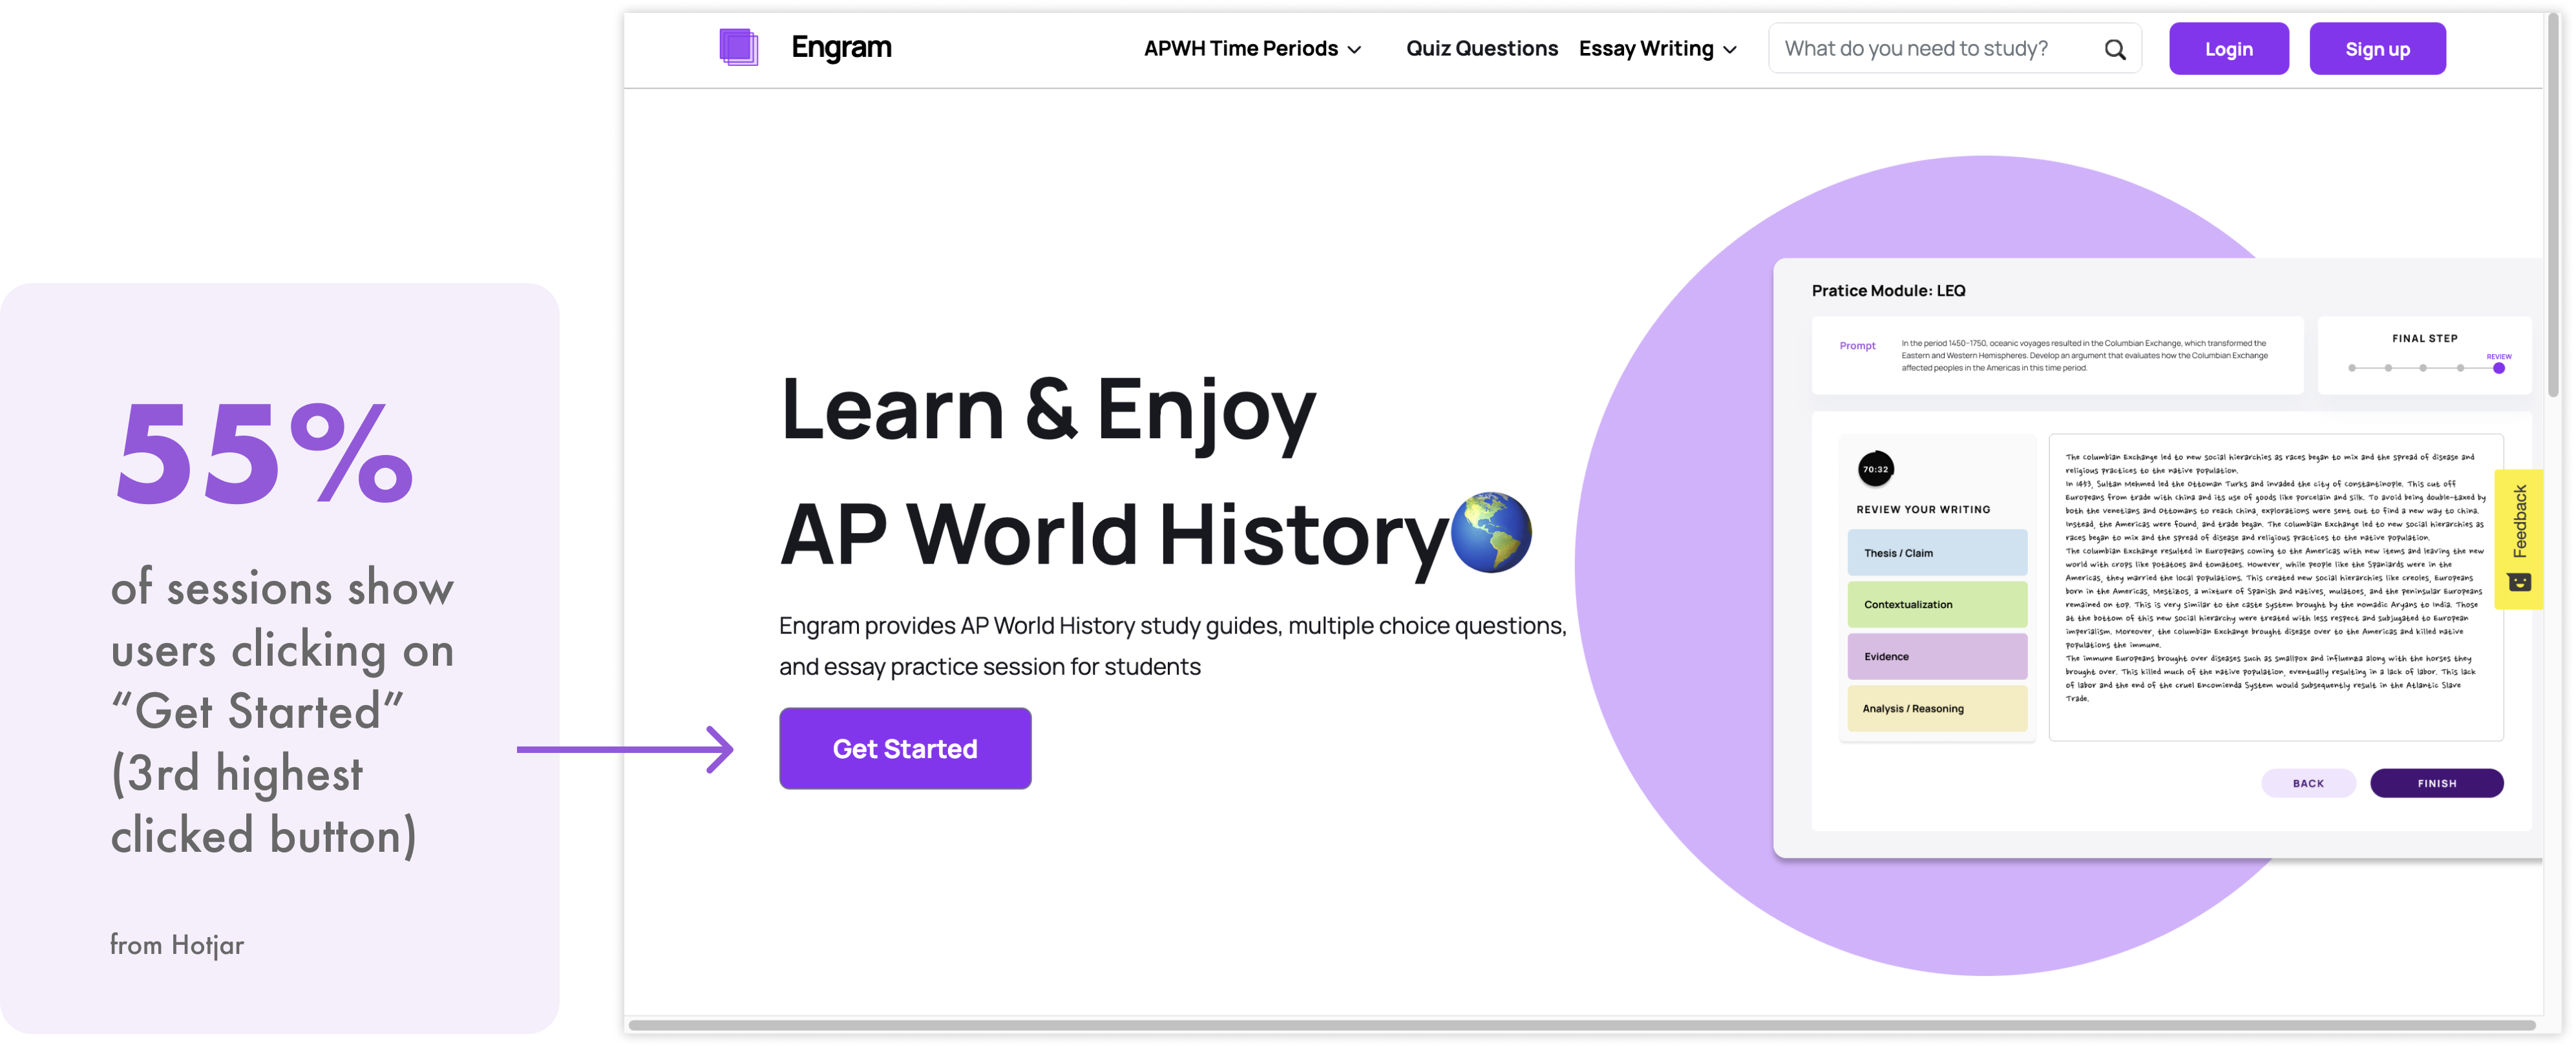 55%
of sessions show
users clicking on
“Get Started”
(3rd highest
clicked button)
from Hotjar
Engram
APWH Time Periods
Quiz Questions
Essay Writing
What do you need to study?
Login
Sign up
Learn & Enjoy
AP World History
Engram provides AP World History study guides, multiple choice questions,
and essay practice session for students
Get Started
Pratice Module: LEQ
Prompt
In the period 1450-1750, oceanic voyages resulted in the Columbian Exchange, which transformed the
Eastern and Western Hemispheres. Develop an argument that evaluates how the Columbian Exchange
affected peoples in the Americas in this time period.
FINAL STEP
REVIEW
70:32
REVIEW YOUR WRITING
Thesis / Claim
Contextualization
Evidence
Analysis / Reasoning
The Columbian Exchange led to new social hierarchies as races began to mix and the spread of disease and
religious practices to the native population.
In 1493, Sultan Mehmed led the Ottoman Turks and invaded the city of Constantinople. This cut off
Europeans from trade with China and its use of goods like porcelain and silk. To avoid being double-taxed by
both the Venetians and Ottomans to reach China, explorations were sent out to find a new way to China.
Instead, the Americas were found, and trade began. The Columbian Exchange led to new social hierarchies as
races began to mix and the spread of disease and religious practices to the native population.
The Columbian Exchange resulted in Europeans coming to the Americas with new items and leaving the new
world with crops like potatoes and tomatoes. However, while people like the Spaniards were in the
Americas, they married the local populations. This created new social hierarchies like creoles, Europeans
born in the Americas, Mestizos, a mixture of Spanish and natives, mulatoes, and the peninsular Europeans
remained on top. This is very similar to the caste system brought by the nomadic Aryans to India. Those
at the bottom of this new social hierarchy were treated with less respect and subjugated to European
imperialism. Moreover, the Columbian Exchange brought disease over to the Americas and killed native
populations the immune.
The immune Europeans brought over diseases such as smallpox and influenza along with the horses they
brought over. This killed much of the native population, eventually resulting in a lack of labor. This lack
of labor and the end of the cruel Encomienda System would subsequently result in the Atlantic Slave
Trade.
BACK
FINISH
Feedback